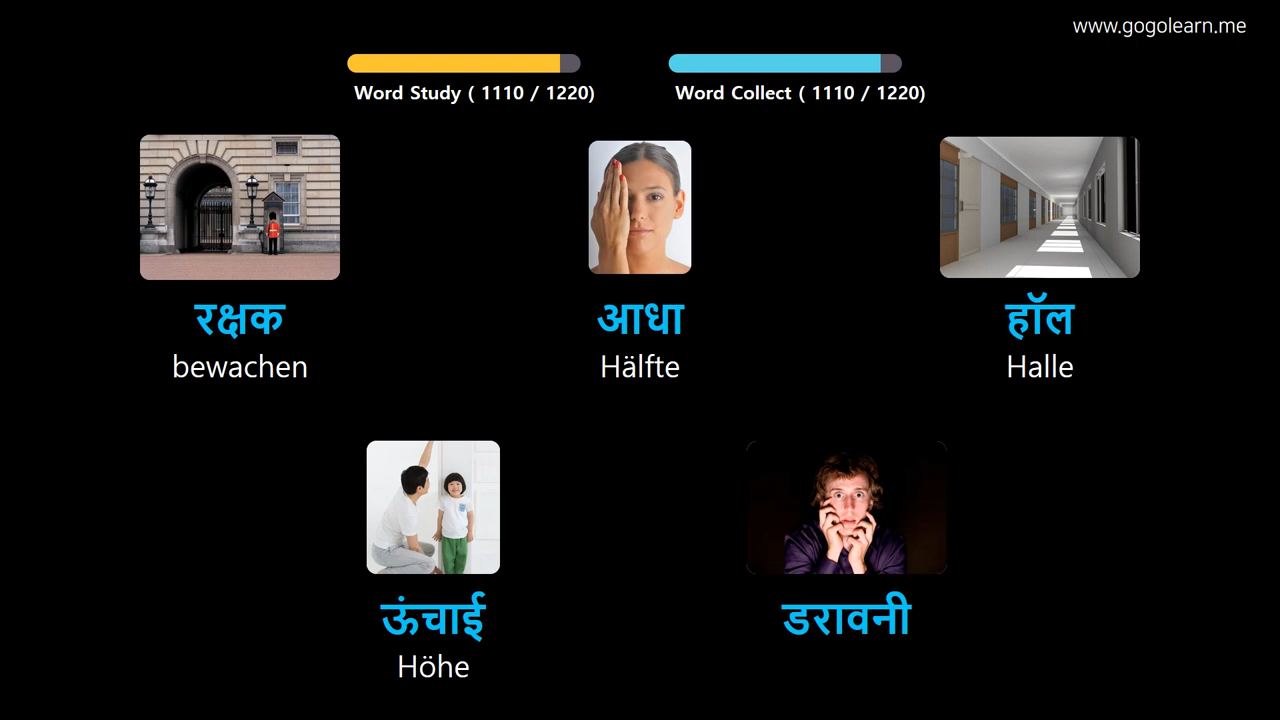 www.gogolearn.me
Word Study ( 1110 / 1220)
Word Collect ( 1110 / 1220)
रक्षक
bewachen
आधा
Hälfte
हॉल
Halle
ऊंचाई
Höhe
डरावनी